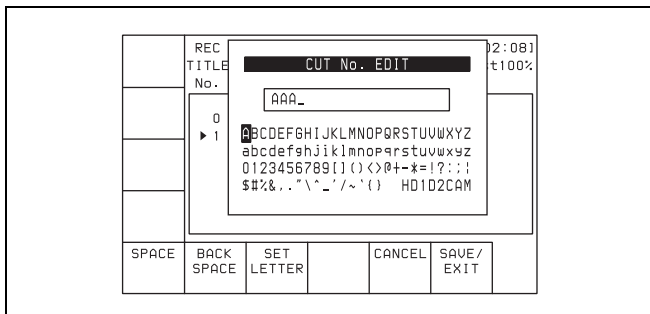 REC
02:08]
TITLE
t100%
No.
CUT No. EDIT
AAA_
0
▶ 1
ABCDEFGHIJKLMNOPQRSTUVWXYZ
abcdefghjiklmnopqrstuvwxyz
0123456789[]()<>@+-*=!?:;¦
$#%&,."\^_'/~`{} HD1D2CAM
SPACE
BACK SPACE
SET LETTER
CANCEL
SAVE/ EXIT